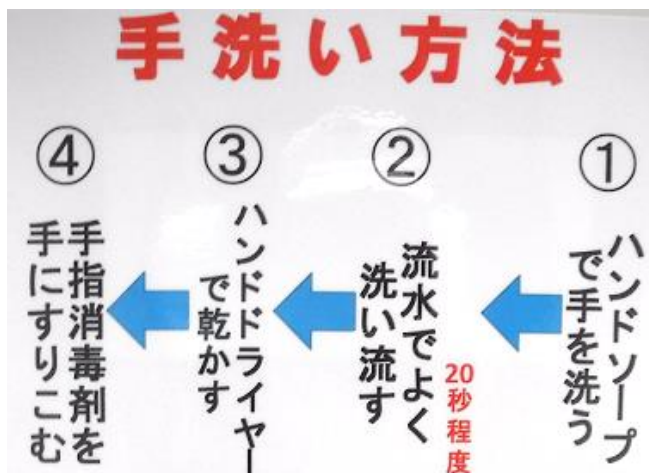 手洗い方法
①
ハンドソープ
で手を洗う
②
20秒程度
流水でよく
洗い流す
③
ハンドドライヤー
で乾かす
④
手指消毒剤を
手にすりこむ